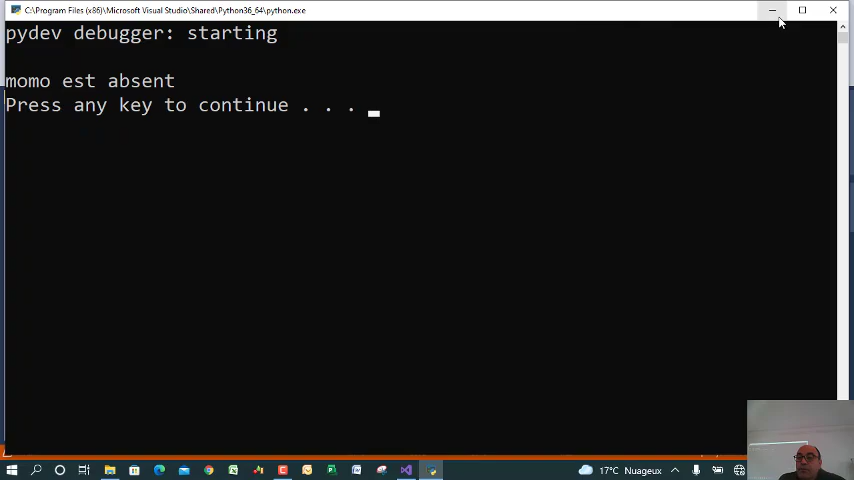 C:\Program Files (x86)\Microsoft Visual Studio\Shared\Python36_64\python.exe
pydev debugger: starting
momo est absent
Press any key to continue . . .
17°C Nuageux